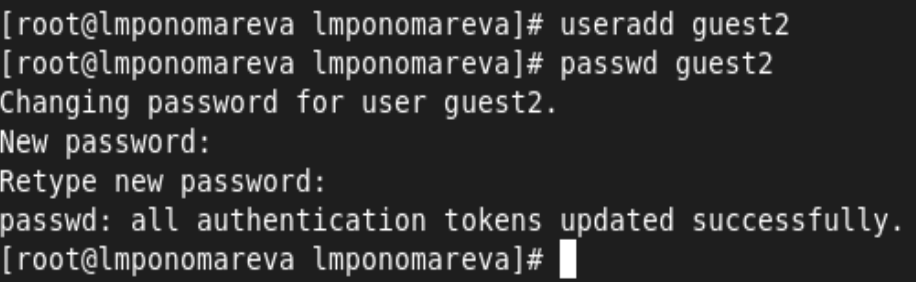 [root@lmponomareva lmponomareva]# useradd guest2
[root@lmponomareva lmponomareva]# passwd guest2
Changing password for user guest2.
New password:
Retype new password:
passwd: all authentication tokens updated successfully.
[root@lmponomareva lmponomareva]#